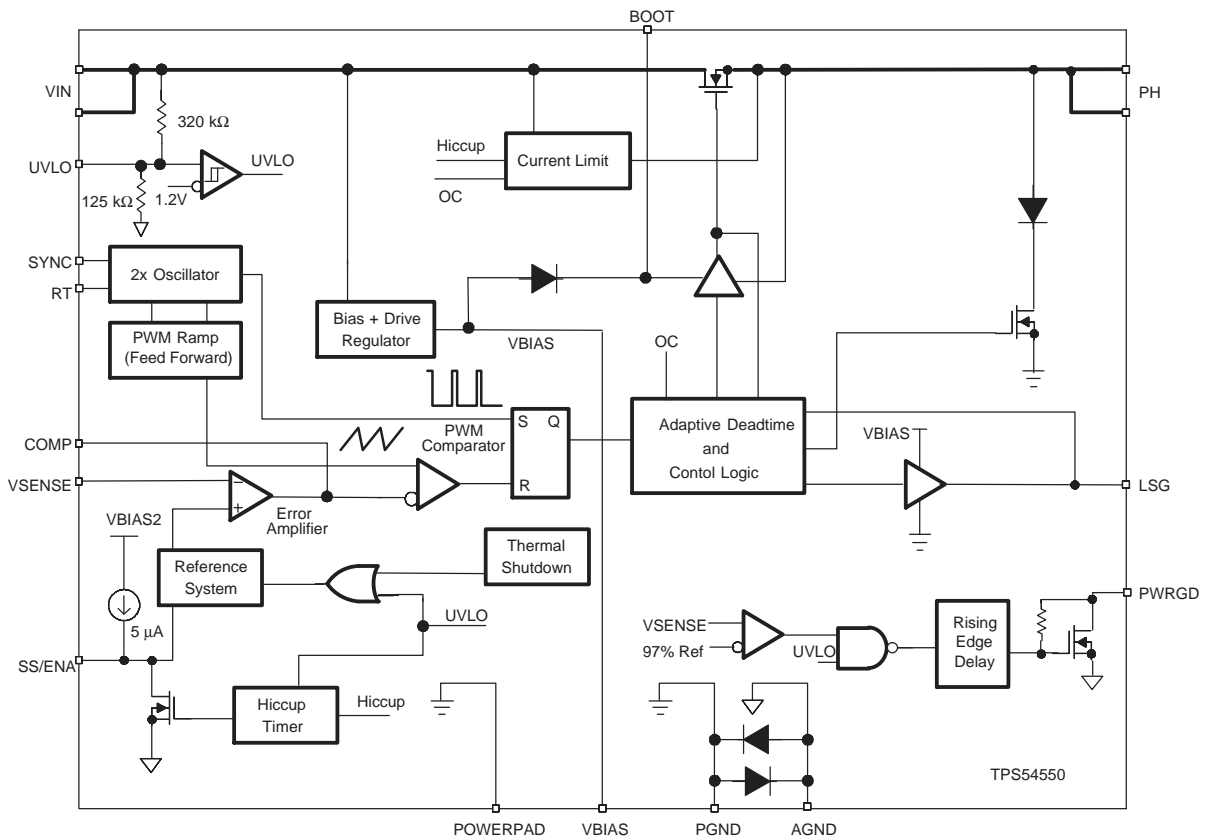 BOOT
VIN
PH
320 kΩ
Hiccup
Current Limit
UVLO
UVLO
OC
125 kΩ
1.2V
SYNC
2x Oscillator
RT
Bias + Drive
Regulator
PWM Ramp
(Feed Forward)
VBIAS
OC
S
Q
R
PWM
Comparator
Adaptive Deadtime
and
Contol Logic
VBIAS
COMP
VSENSE
LSG
Error
Amplifier
VBIAS2
Thermal
Shutdown
Reference
System
5 μA
UVLO
PWRGD
VSENSE
97% Ref
UVLO
Rising
Edge
Delay
SS/ENA
Hiccup
Timer
Hiccup
TPS54550
POWERPAD
VBIAS
PGND
AGND
−
+